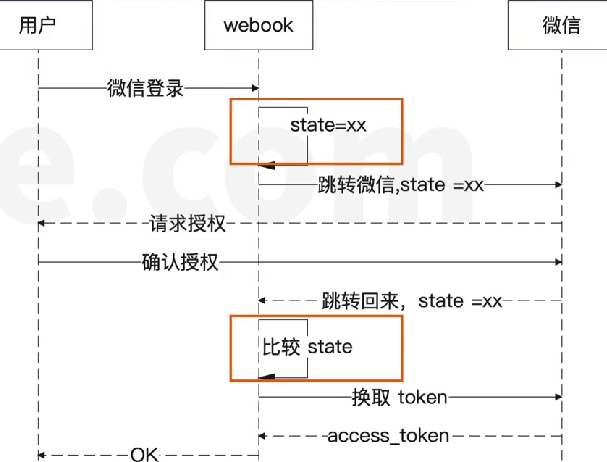 用户
webook
微信
微信登录
state=xx
跳转微信,state =xx
请求授权
确认授权
跳转回来，state =xx
比较 state
换取 token
access_token
OK
e.com